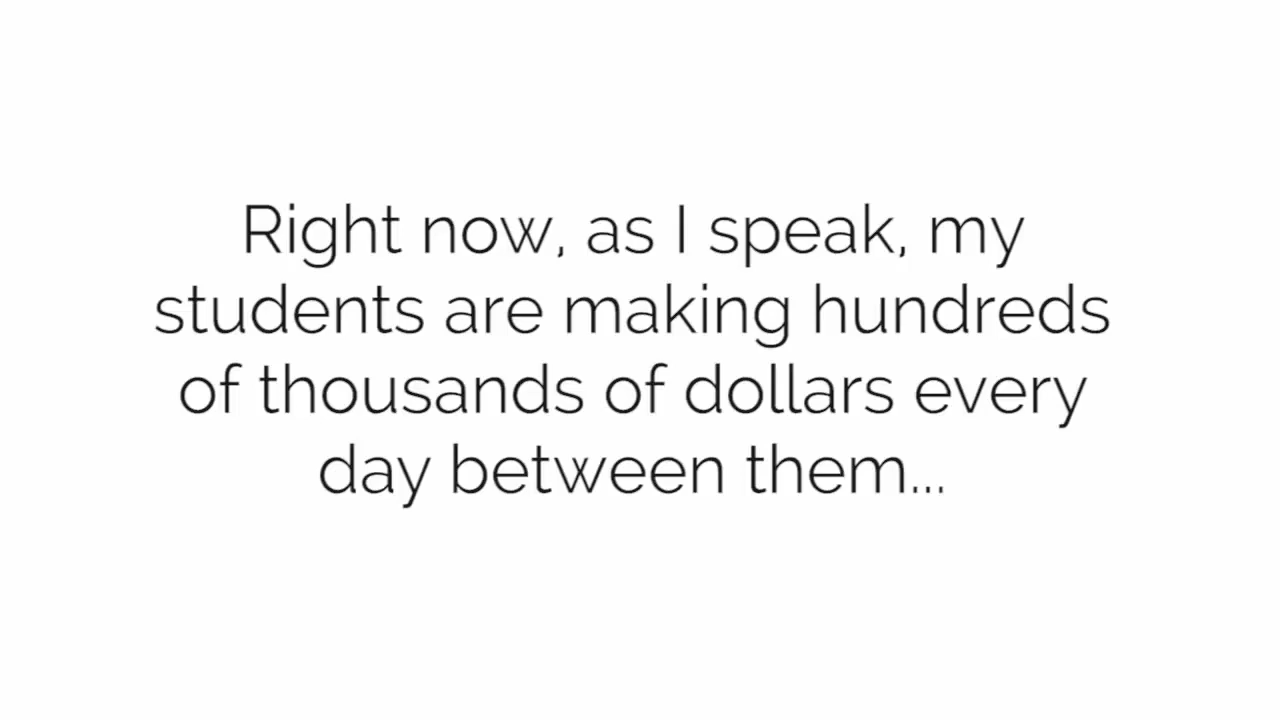 Right now, as I speak, my
students are making hundreds
of thousands of dollars every
day between them...